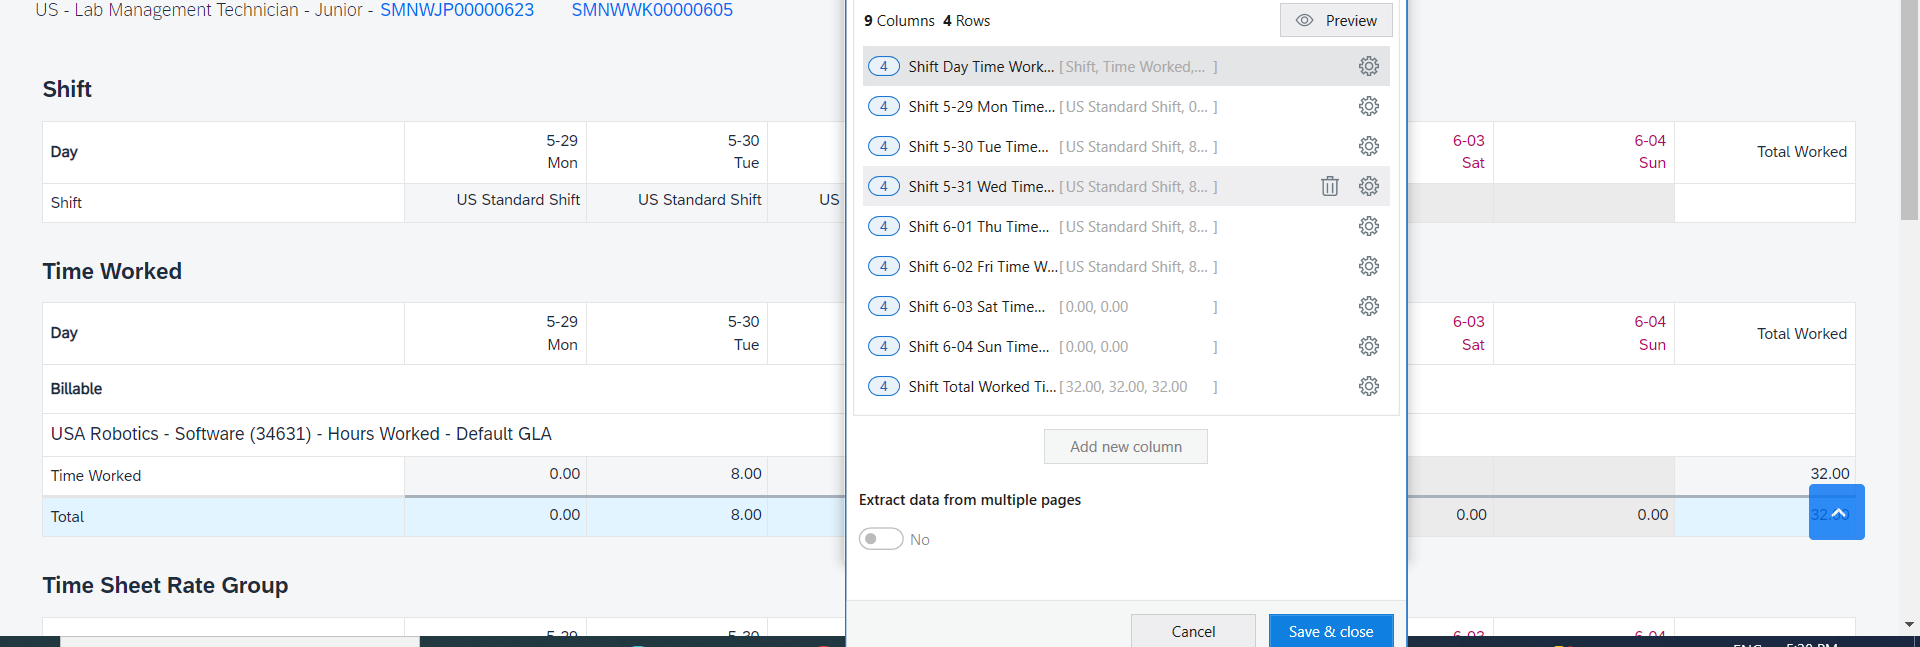 US - Lab Management Technician - Junior - SMNWJP00000623 SMNWWK00000605
Shift
Day 5-29 Mon 5-30 Tue 6-03 Sat 6-04 Sun Total Worked
Shift US Standard Shift US Standard Shift US
Time Worked
Day 5-29 Mon 5-30 Tue 6-03 Sat 6-04 Sun Total Worked
Billable
USA Robotics - Software (34631) - Hours Worked - Default GLA
Time Worked 0.00 8.00 32.00
Total 0.00 8.00 0.00 0.00 32.00
Time Sheet Rate Group
5-29 5-30 6-03 6-04
9 Columns 4 Rows Preview
4 Shift Day Time Work... [ Shift, Time Worked,... ]
4 Shift 5-29 Mon Time... [ US Standard Shift, 0... ]
4 Shift 5-30 Tue Time... [ US Standard Shift, 8... ]
4 Shift 5-31 Wed Time... [ US Standard Shift, 8... ]
4 Shift 6-01 Thu Time... [ US Standard Shift, 8... ]
4 Shift 6-02 Fri Time W... [ US Standard Shift, 8... ]
4 Shift 6-03 Sat Time... [ 0.00, 0.00 ]
4 Shift 6-04 Sun Time... [ 0.00, 0.00 ]
4 Shift Total Worked Ti... [ 32.00, 32.00, 32.00 ]
Add new column
Extract data from multiple pages
No
Cancel Save & close